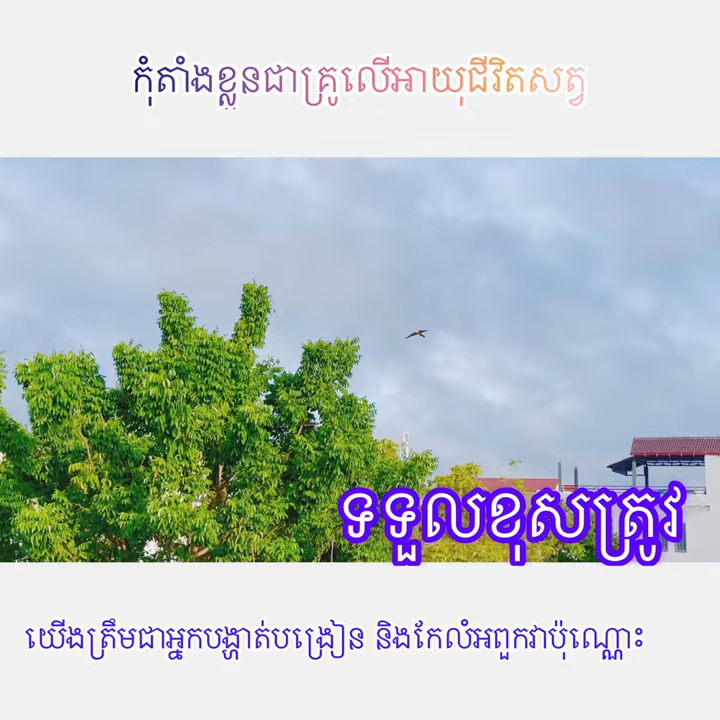 កុំតាំងខ្លួនជាគ្រូលើអាយុជីវិតសត្វ
ទទួលខុសត្រូវ
យើងត្រឹមជាអ្នកបង្ហាត់បង្រៀន និងកែលំអពួកវាប៉ុណ្ណោះ